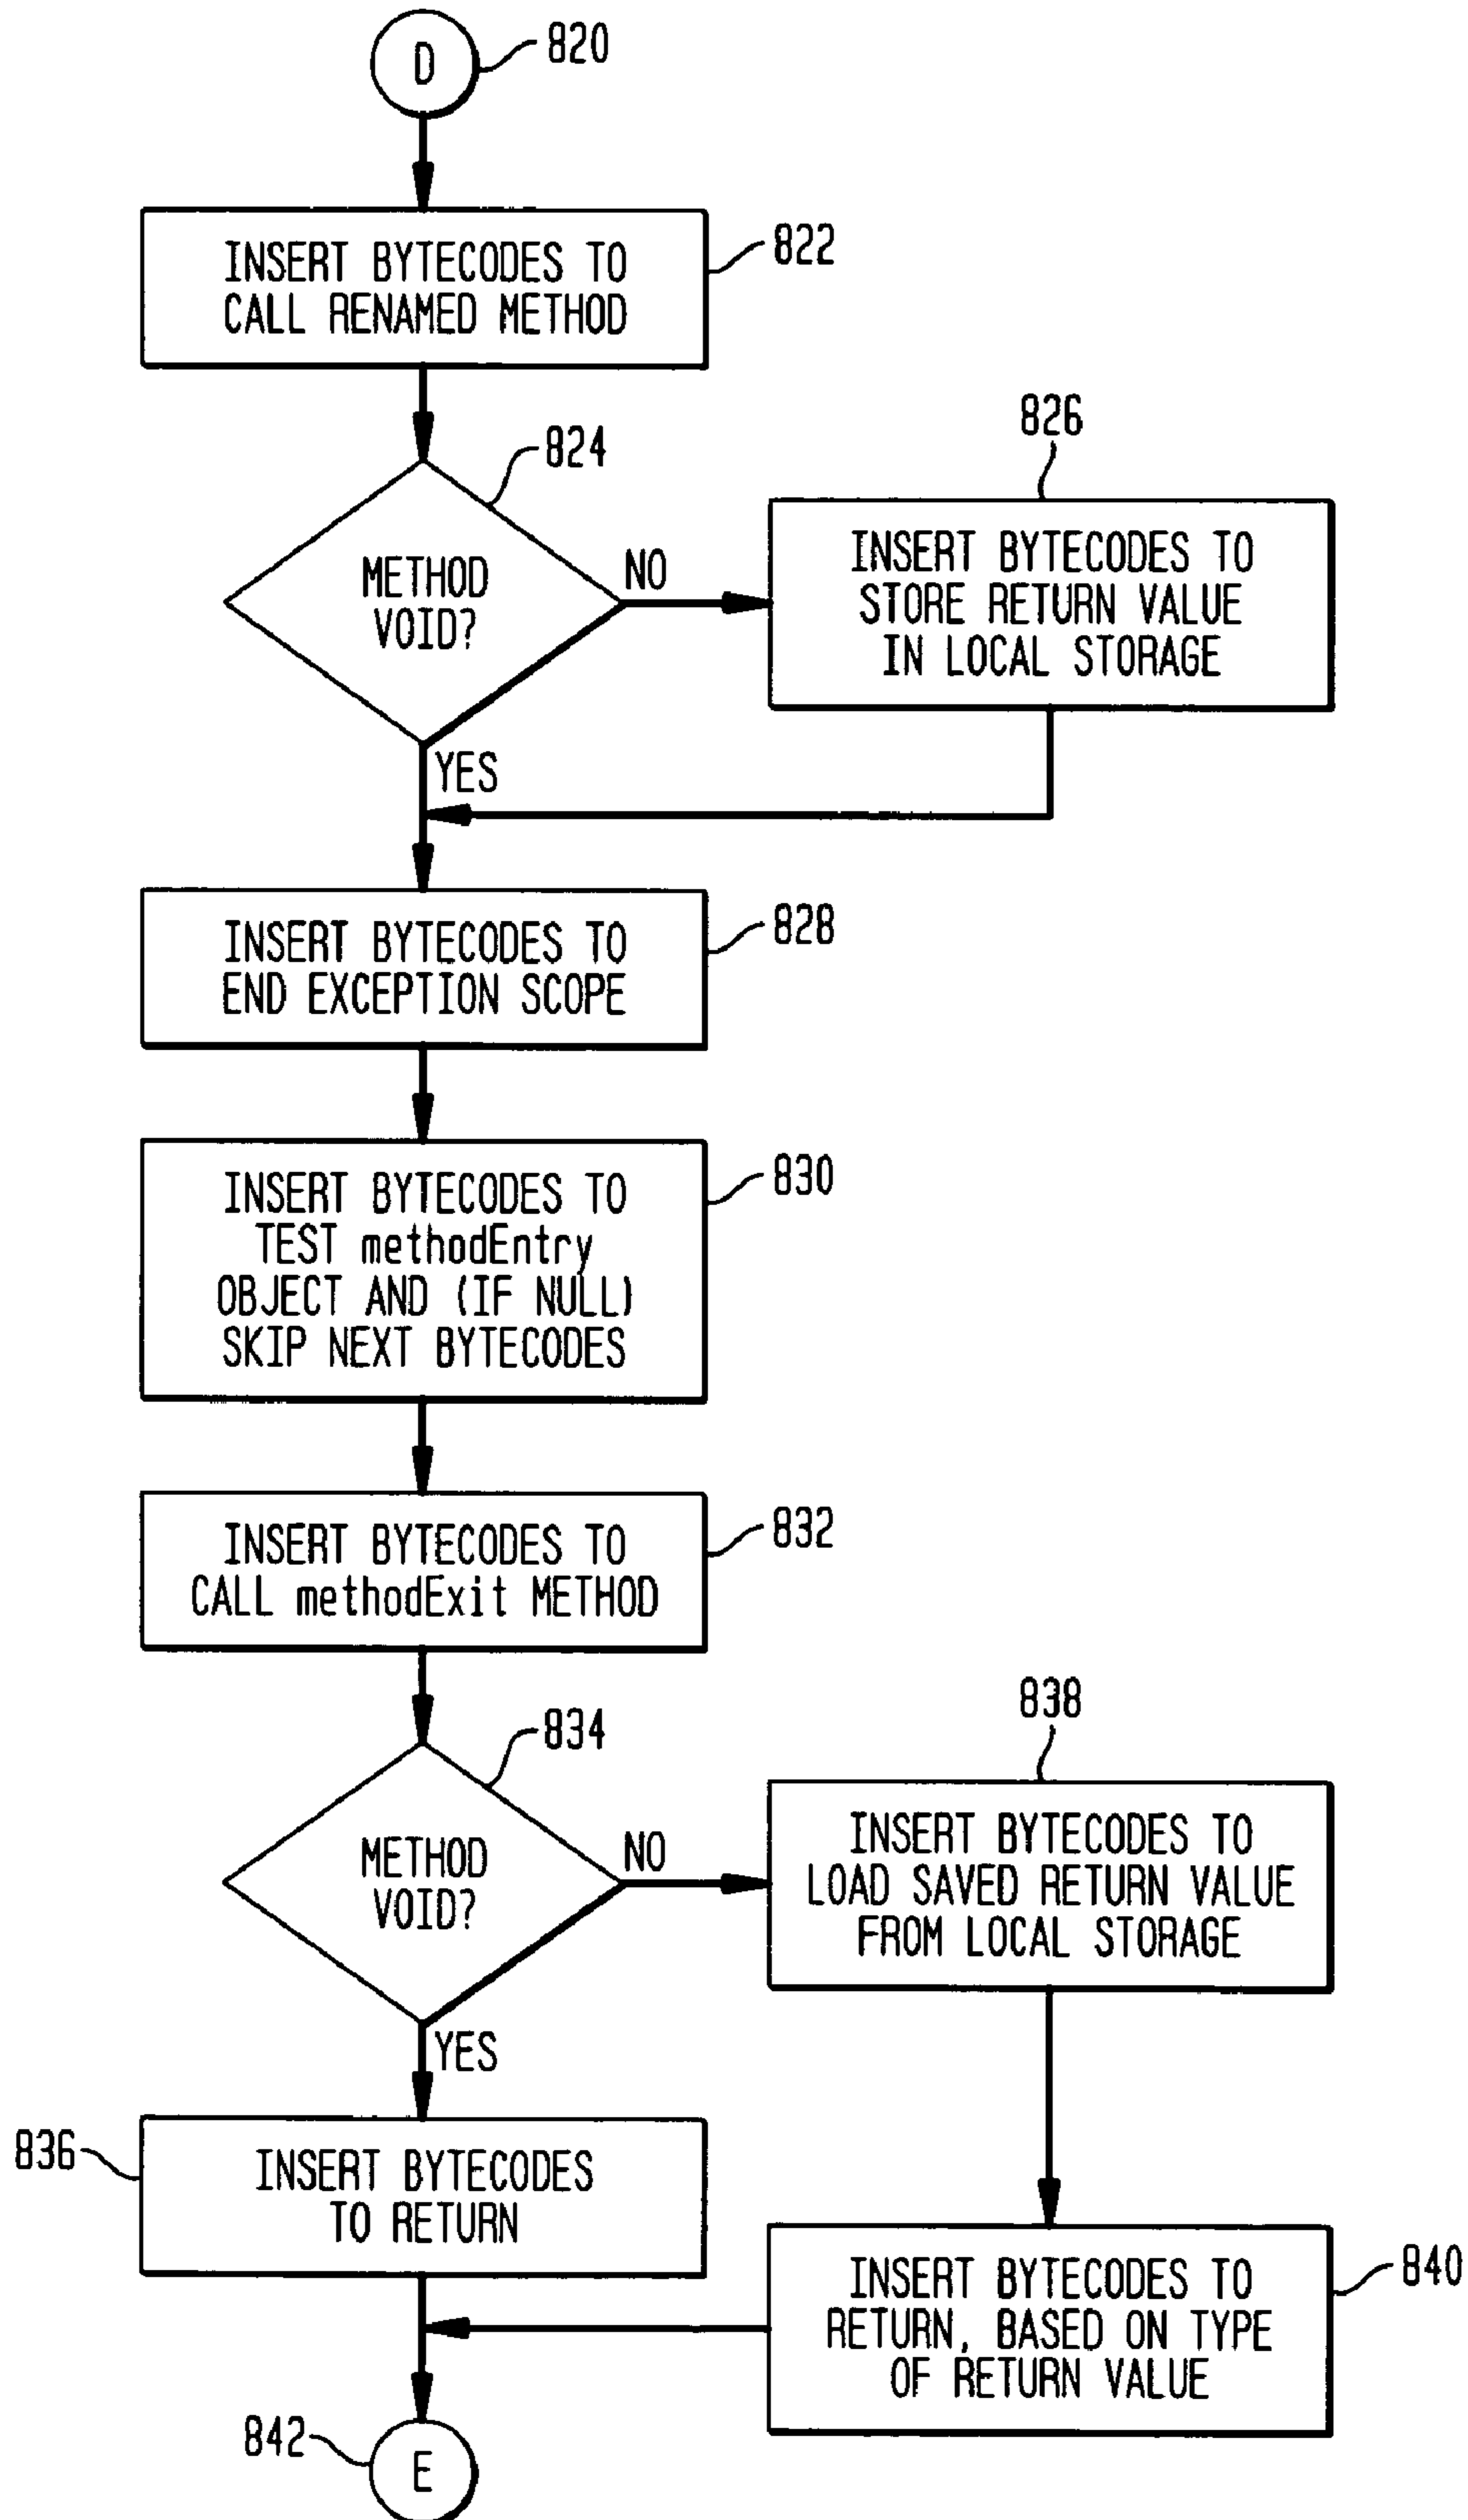 D
820
INSERT BYTECODES TO
CALL RENAMED METHOD
822
824
METHOD
VOID?
NO
YES
826
INSERT BYTECODES TO
STORE RETURN VALUE
IN LOCAL STORAGE
INSERT BYTECODES TO
END EXCEPTION SCOPE
828
INSERT BYTECODES TO
TEST methodEntry
OBJECT AND (IF NULL)
SKIP NEXT BYTECODES
830
INSERT BYTECODES TO
CALL methodExit METHOD
832
834
METHOD
VOID?
NO
YES
838
INSERT BYTECODES TO
LOAD SAVED RETURN VALUE
FROM LOCAL STORAGE
836
INSERT BYTECODES
TO RETURN
INSERT BYTECODES TO
RETURN, BASED ON TYPE
OF RETURN VALUE
840
842
E